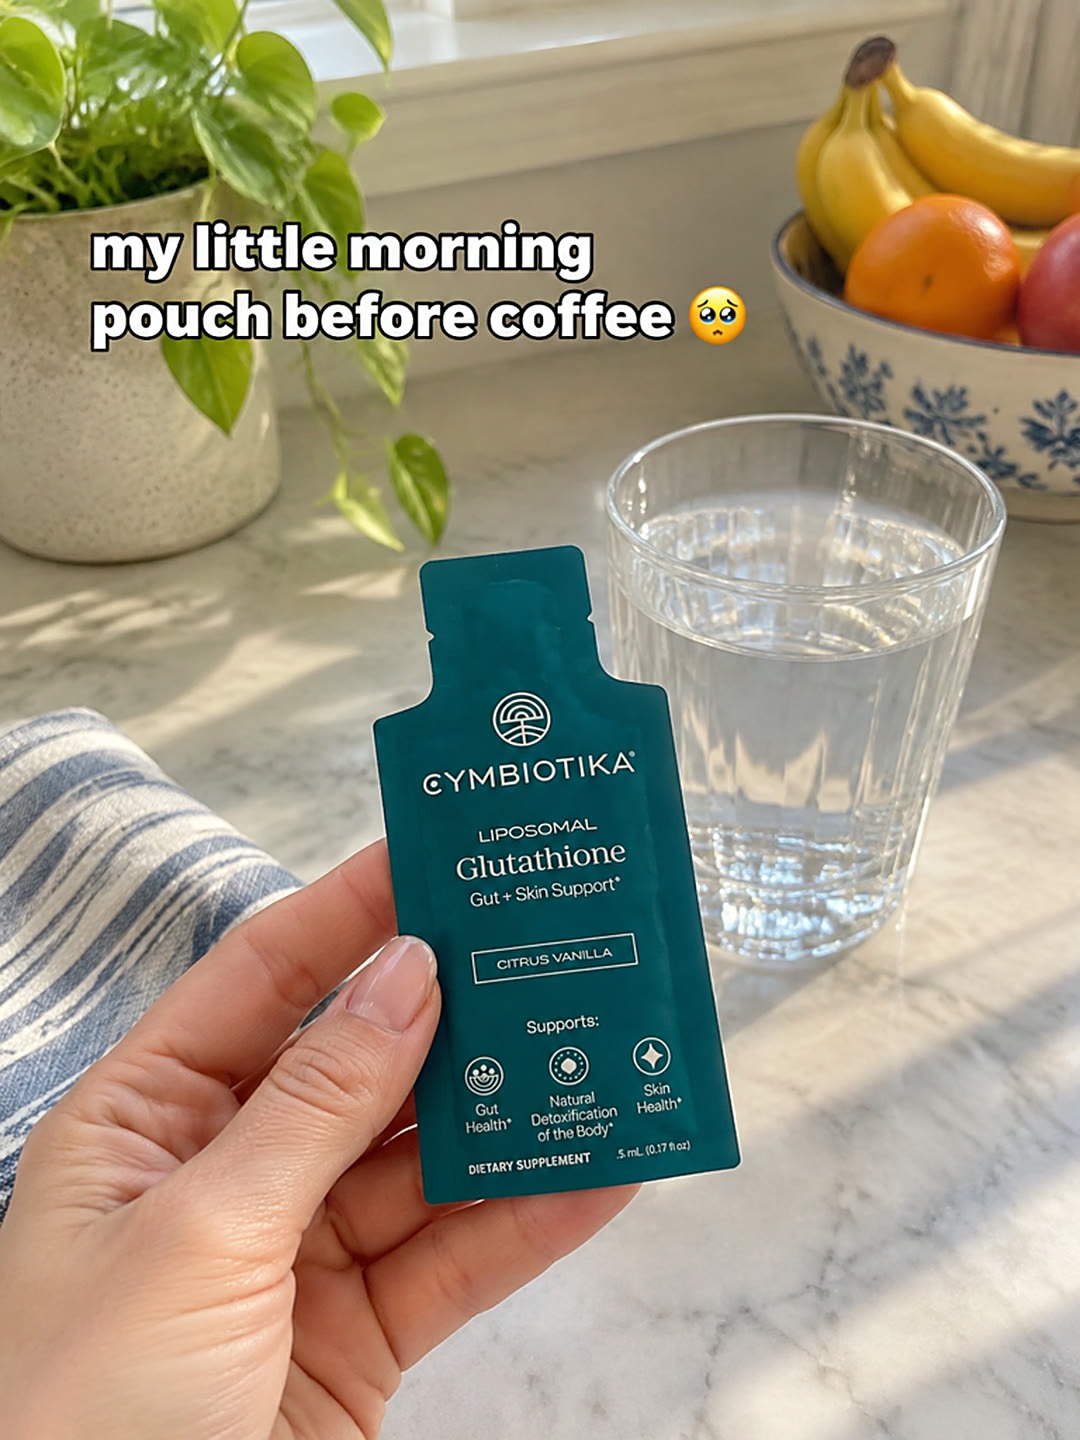 my little morning
pouch before coffee 🥺
CYMBIOTIKA®
LIPOSOMAL
Glutathione
Gut + Skin Support*
CITRUS VANILLA
Supports:
Gut
Health*
Natural
Detoxification
of the Body*
Skin
Health*
DIETARY SUPPLEMENT
.5 mL (0.17 fl oz)